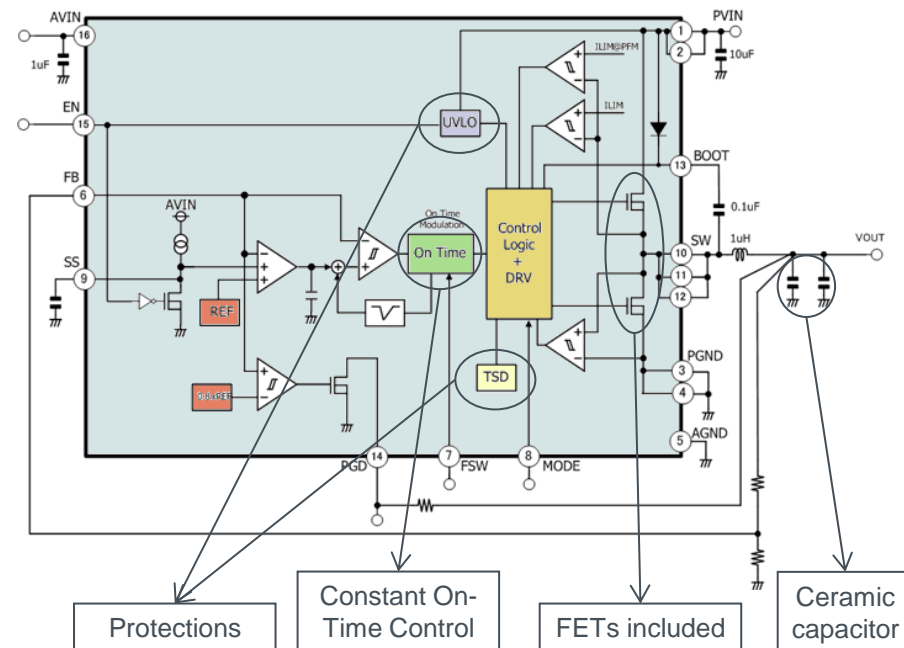 AVIN
16
1uF
EN
15
FB
6
AVIN
SS
9
REF
0.8xREF
UVLO
On Time
Modulation
On Time
ILIM@PFM
ILIM
Control
Logic
+
DRV
TSD
PVIN
1
2
10uF
BOOT
13
0.1uF
SW
10
1uH
VOUT
11
12
PGND
3
4
AGND
5
PGD
14
7
FSW
8
MODE
Protections
Constant On-
Time Control
FETs included
Ceramic
capacitor